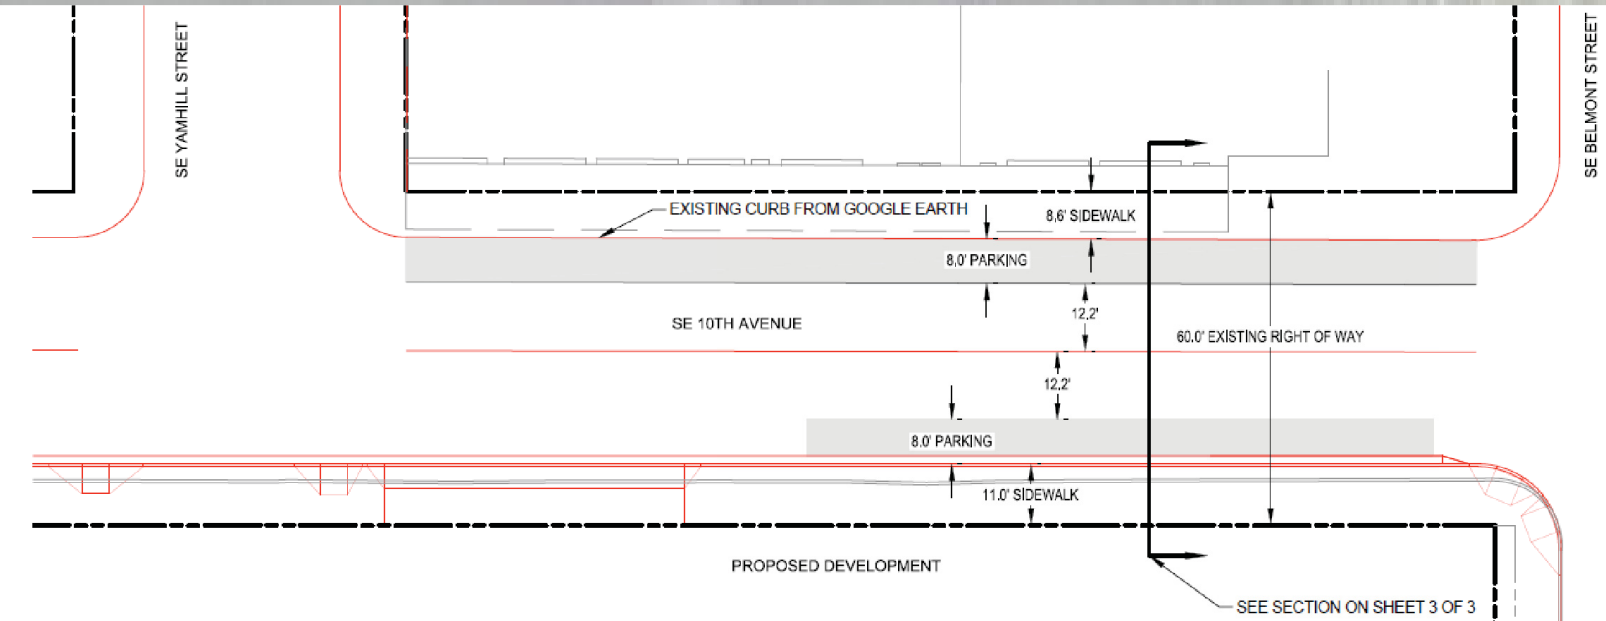 SE YAMHILL STREET
SE BELMONT STREET
EXISTING CURB FROM GOOGLE EARTH
8.6' SIDEWALK
8.0' PARKING
12.2'
SE 10TH AVENUE
60.0' EXISTING RIGHT OF WAY
12.2'
8.0' PARKING
11.0' SIDEWALK
PROPOSED DEVELOPMENT
SEE SECTION ON SHEET 3 OF 3